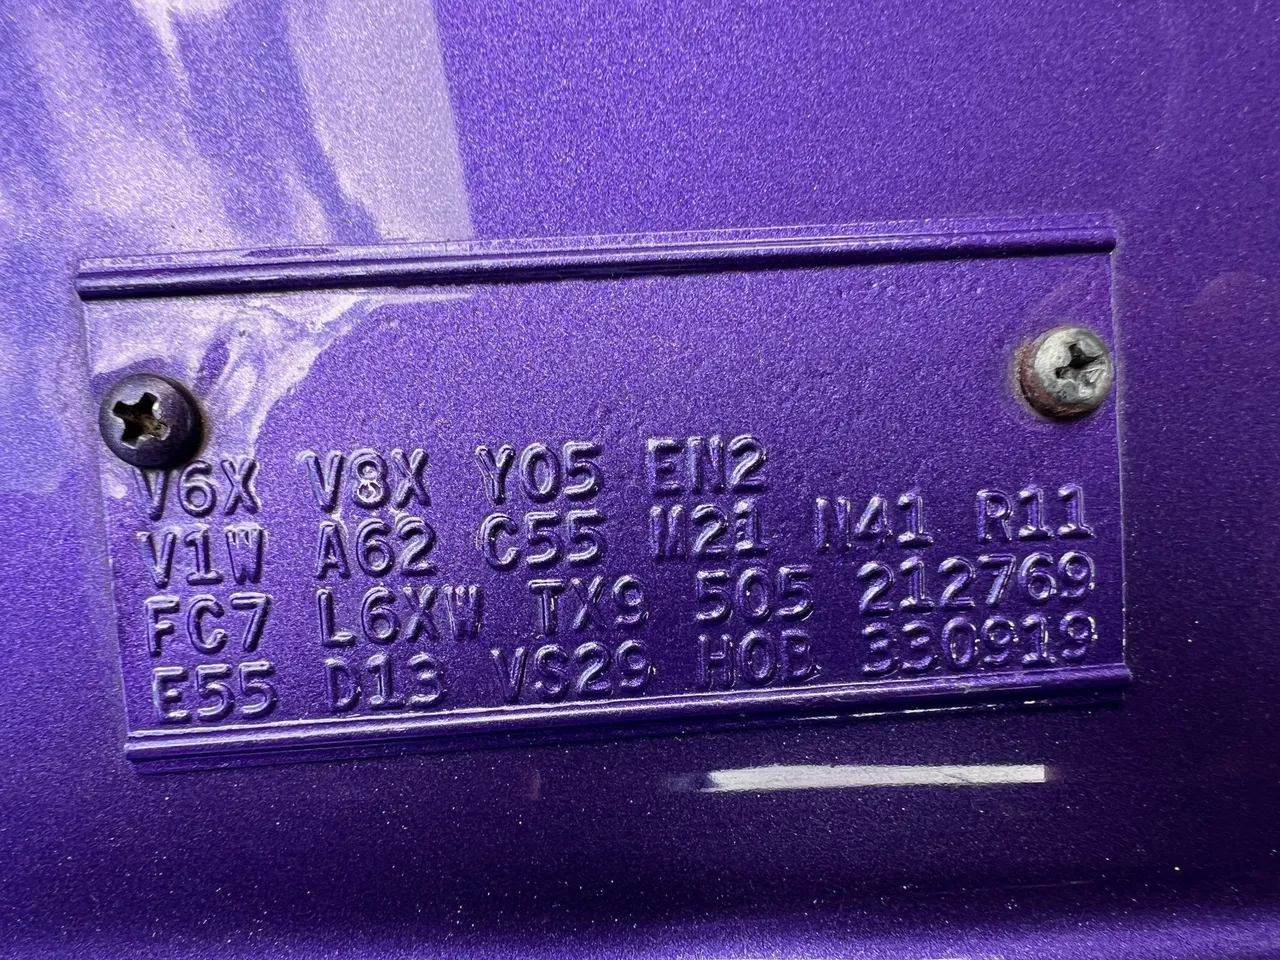 V6X V8X Y05 EN2
V1W A62 C55 M21 N41 R11
FC7 L6XW TX9 505 212769
E55 D13 VS29 H0B 330919